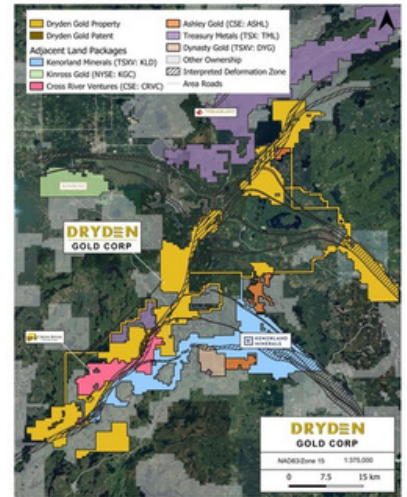 Dryden Gold Property
Dryden Gold Patent
Adjacent Land Packages
Kenorland Minerals (TSXV: KLD)
Kinross Gold (NYSE: KGC)
Cross River Ventures (CSE: CRVC)
Ashley Gold (CSE: ASHL)
Treasury Metals (TSX: TML)
Dynasty Gold (TSXV: DYG)
Other Ownership
Interpreted Deformation Zone
Area Roads
KINROSS
DRYDEN
GOLD CORP
KENORLAND
MINERALS
DRYDEN
GOLD CORP
NAD83/Zone 15 1:375,000
0 7.5 15 km